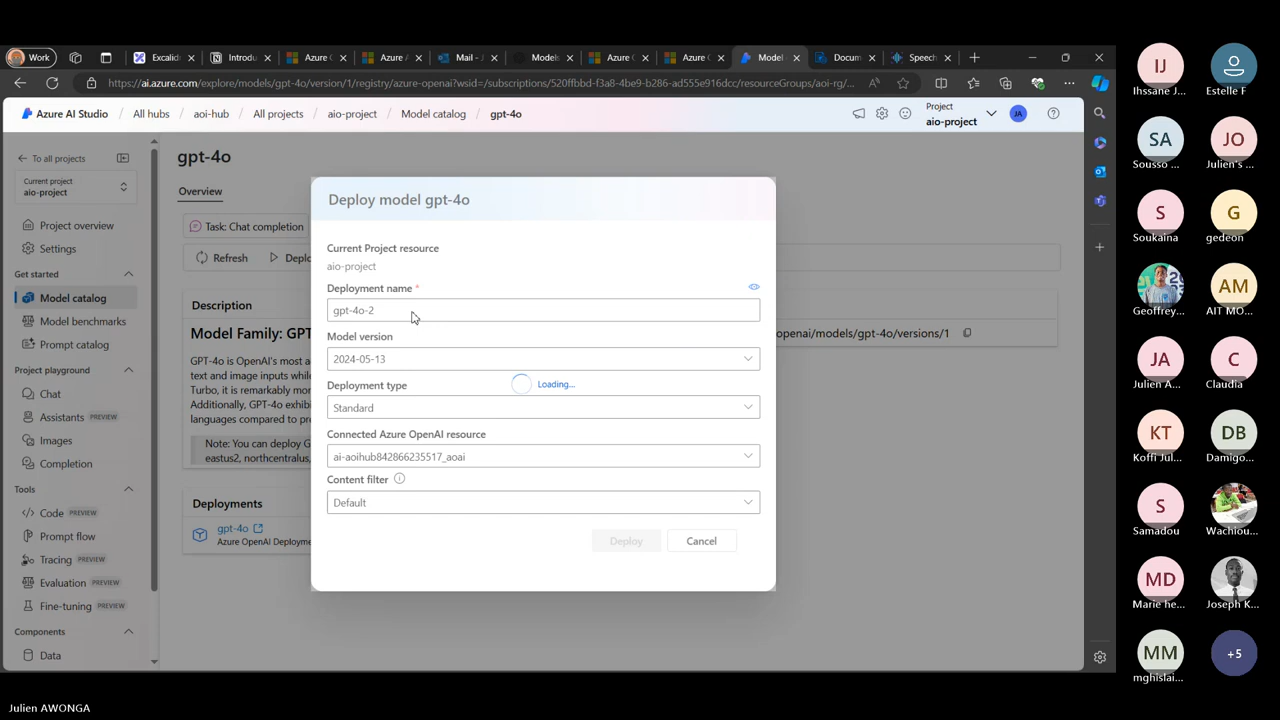 Work
Excalid
Introdu
Azure C
Azure /
Mail - J
Models
Azure C
Azure C
Model
Docum
Speech
https://ai.azure.com/explore/models/gpt-4o/version/1/registry/azure-openai?wsid=/subscriptions/520ffbbd-f3a8-4be9-b286-ad555e916dcc/resourceGroups/aoi-rg/...
Azure AI Studio / All hubs / aoi-hub / All projects / aio-project / Model catalog / gpt-4o
Project
aio-project
JA
To all projects
Current project
aio-project
Project overview
Settings
Get started
Model catalog
Model benchmarks
Prompt catalog
Project playground
Chat
Assistants PREVIEW
Images
Completion
Tools
Code PREVIEW
Prompt flow
Tracing PREVIEW
Evaluation PREVIEW
Fine-tuning PREVIEW
Components
Data
gpt-4o
Overview
Task: Chat completion
Refresh
Deplo
Description
Model Family: GPT
GPT-4o is OpenAI's most a
text and image inputs while
Turbo, it is remarkably mor
Additionally, GPT-4o exhibi
languages compared to pre
Note: You can deploy G
eastus2, northcentralus,
openai/models/gpt-4o/versions/1
Deployments
gpt-4o
Azure OpenAI Deployme
Deploy model gpt-4o
Current Project resource
aio-project
Deployment name *
gpt-4o-2
Model version
2024-05-13
Deployment type
Loading...
Standard
Connected Azure OpenAI resource
ai-aoihub842866235517_aoai
Content filter
Default
Deploy
Cancel
IJ
Ihssane J...
Estelle F
SA
Sousso ...
JO
Julien's ...
S
Soukaina
G
gedeon
Geoffrey...
AM
AIT MO...
JA
Julien A...
C
Claudia
KT
Koffi Jul...
DB
Damigo...
S
Samadou
Wachiou...
MD
Marie he...
Joseph K...
MM
mghislai...
+5
Julien AWONGA